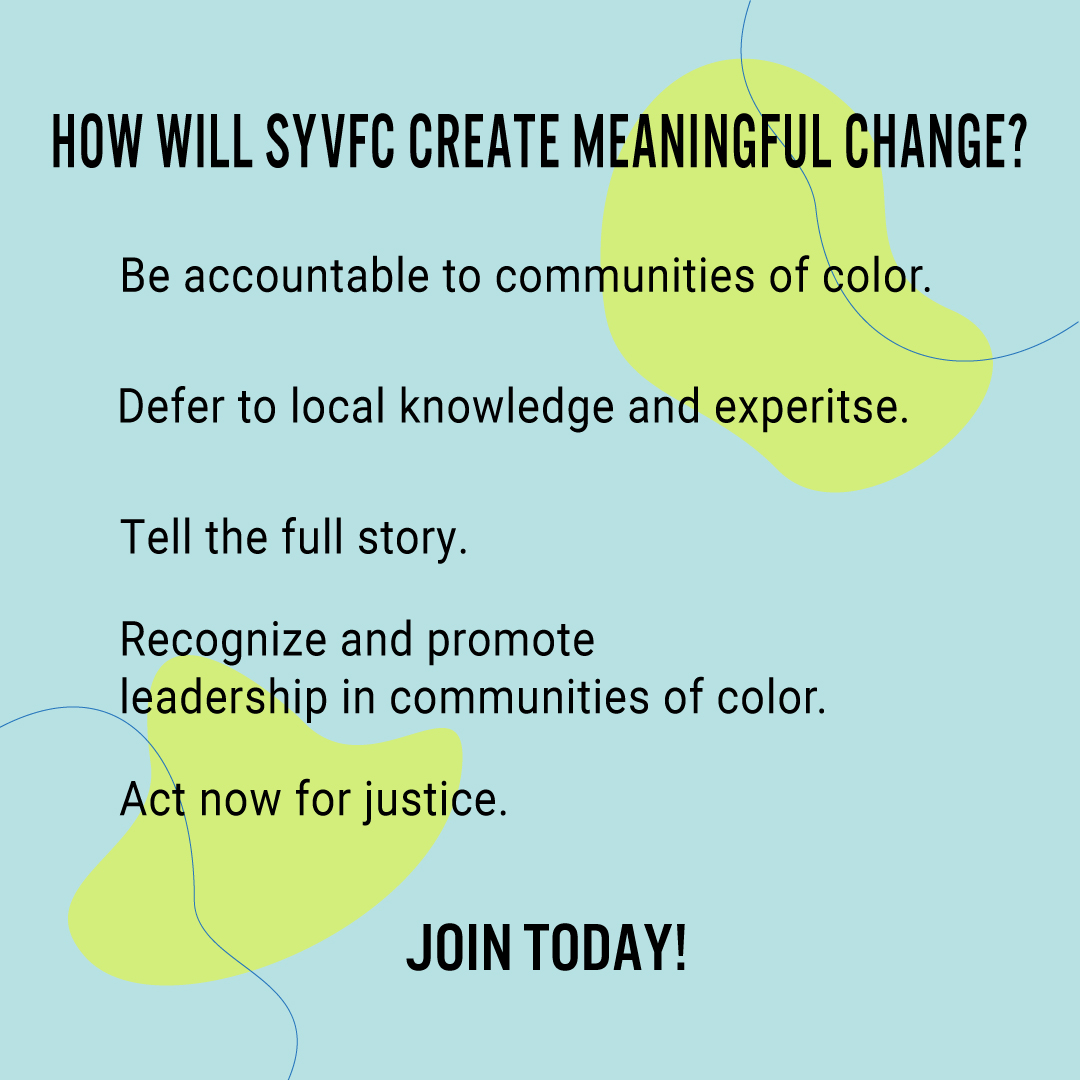 HOW WILL SYVFC CREATE MEANINGFUL CHANGE?
Be accountable to communities of color.
Defer to local knowledge and experitse.
Tell the full story.
Recognize and promote
leadership in communities of color.
Act now for justice.
JOIN TODAY!